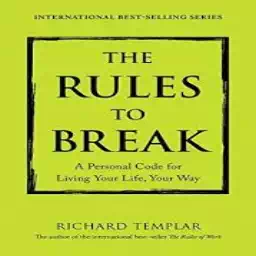 INTERNATIONAL BEST-SELLING SERIES
THE
RULES
TO
BREAK
A Personal Code for
Living Your Life, Your Way
RICHARD TEMPLAR
The author of the international best-seller The Rules of Work